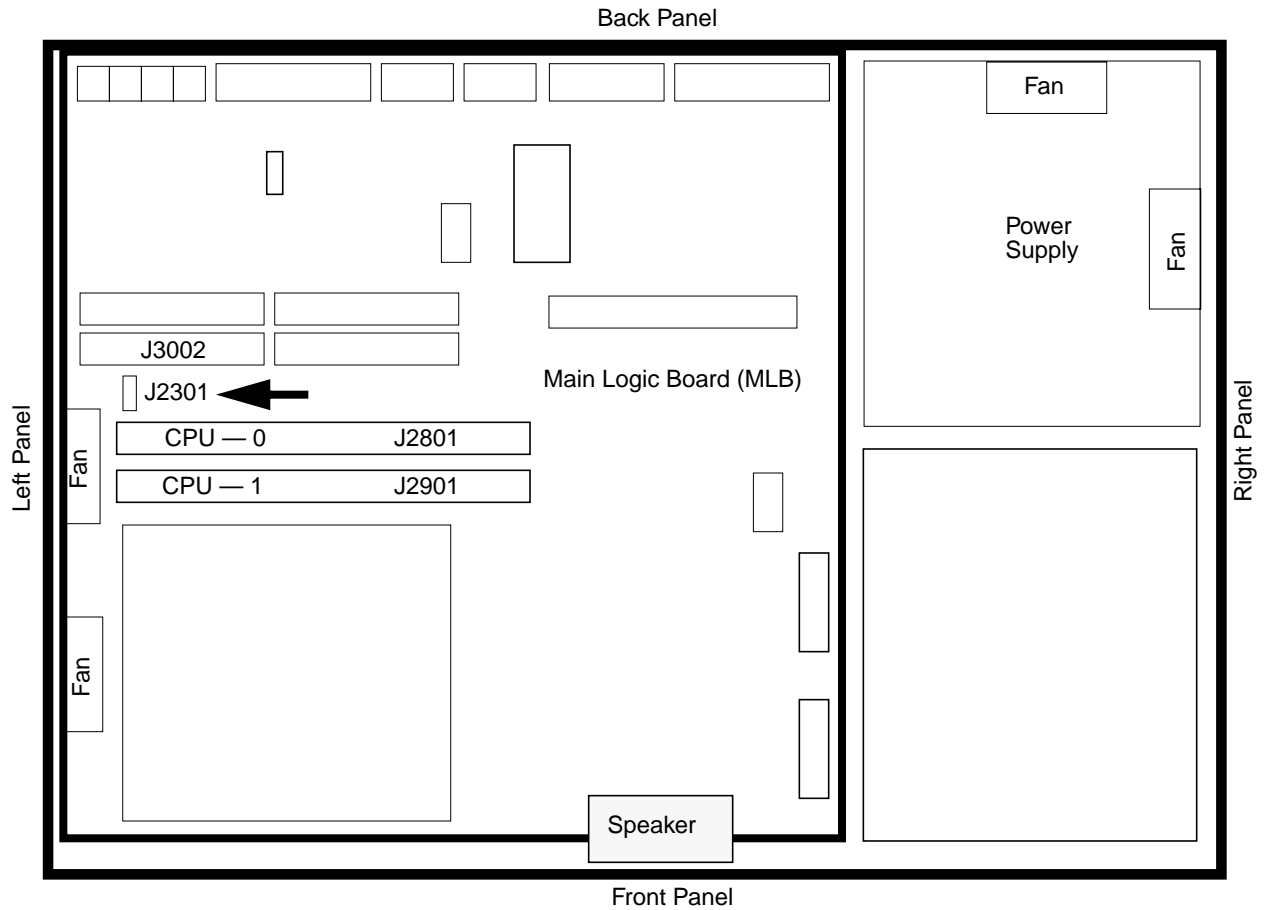 Back Panel
Fan
Power
Supply
Fan
J3002
J2301
Main Logic Board (MLB)
CPU — 0 J2801
CPU — 1 J2901
Left Panel
Fan
Right Panel
Fan
Speaker
Front Panel